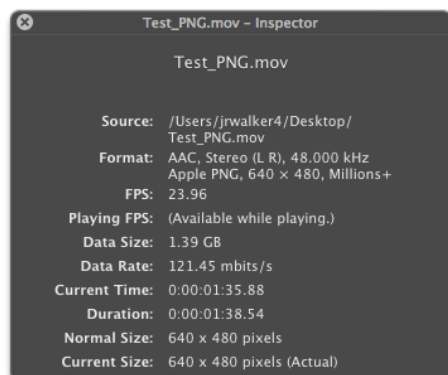 Test_PNG.mov – Inspector
Test_PNG.mov
Source: /Users/jrwalker4/Desktop/
Test_PNG.mov
Format: AAC, Stereo (L R), 48.000 kHz
Apple PNG, 640 × 480, Millions+
FPS: 23.96
Playing FPS: (Available while playing.)
Data Size: 1.39 GB
Data Rate: 121.45 mbits/s
Current Time: 0:00:01:35.88
Duration: 0:00:01:38.54
Normal Size: 640 x 480 pixels
Current Size: 640 x 480 pixels (Actual)